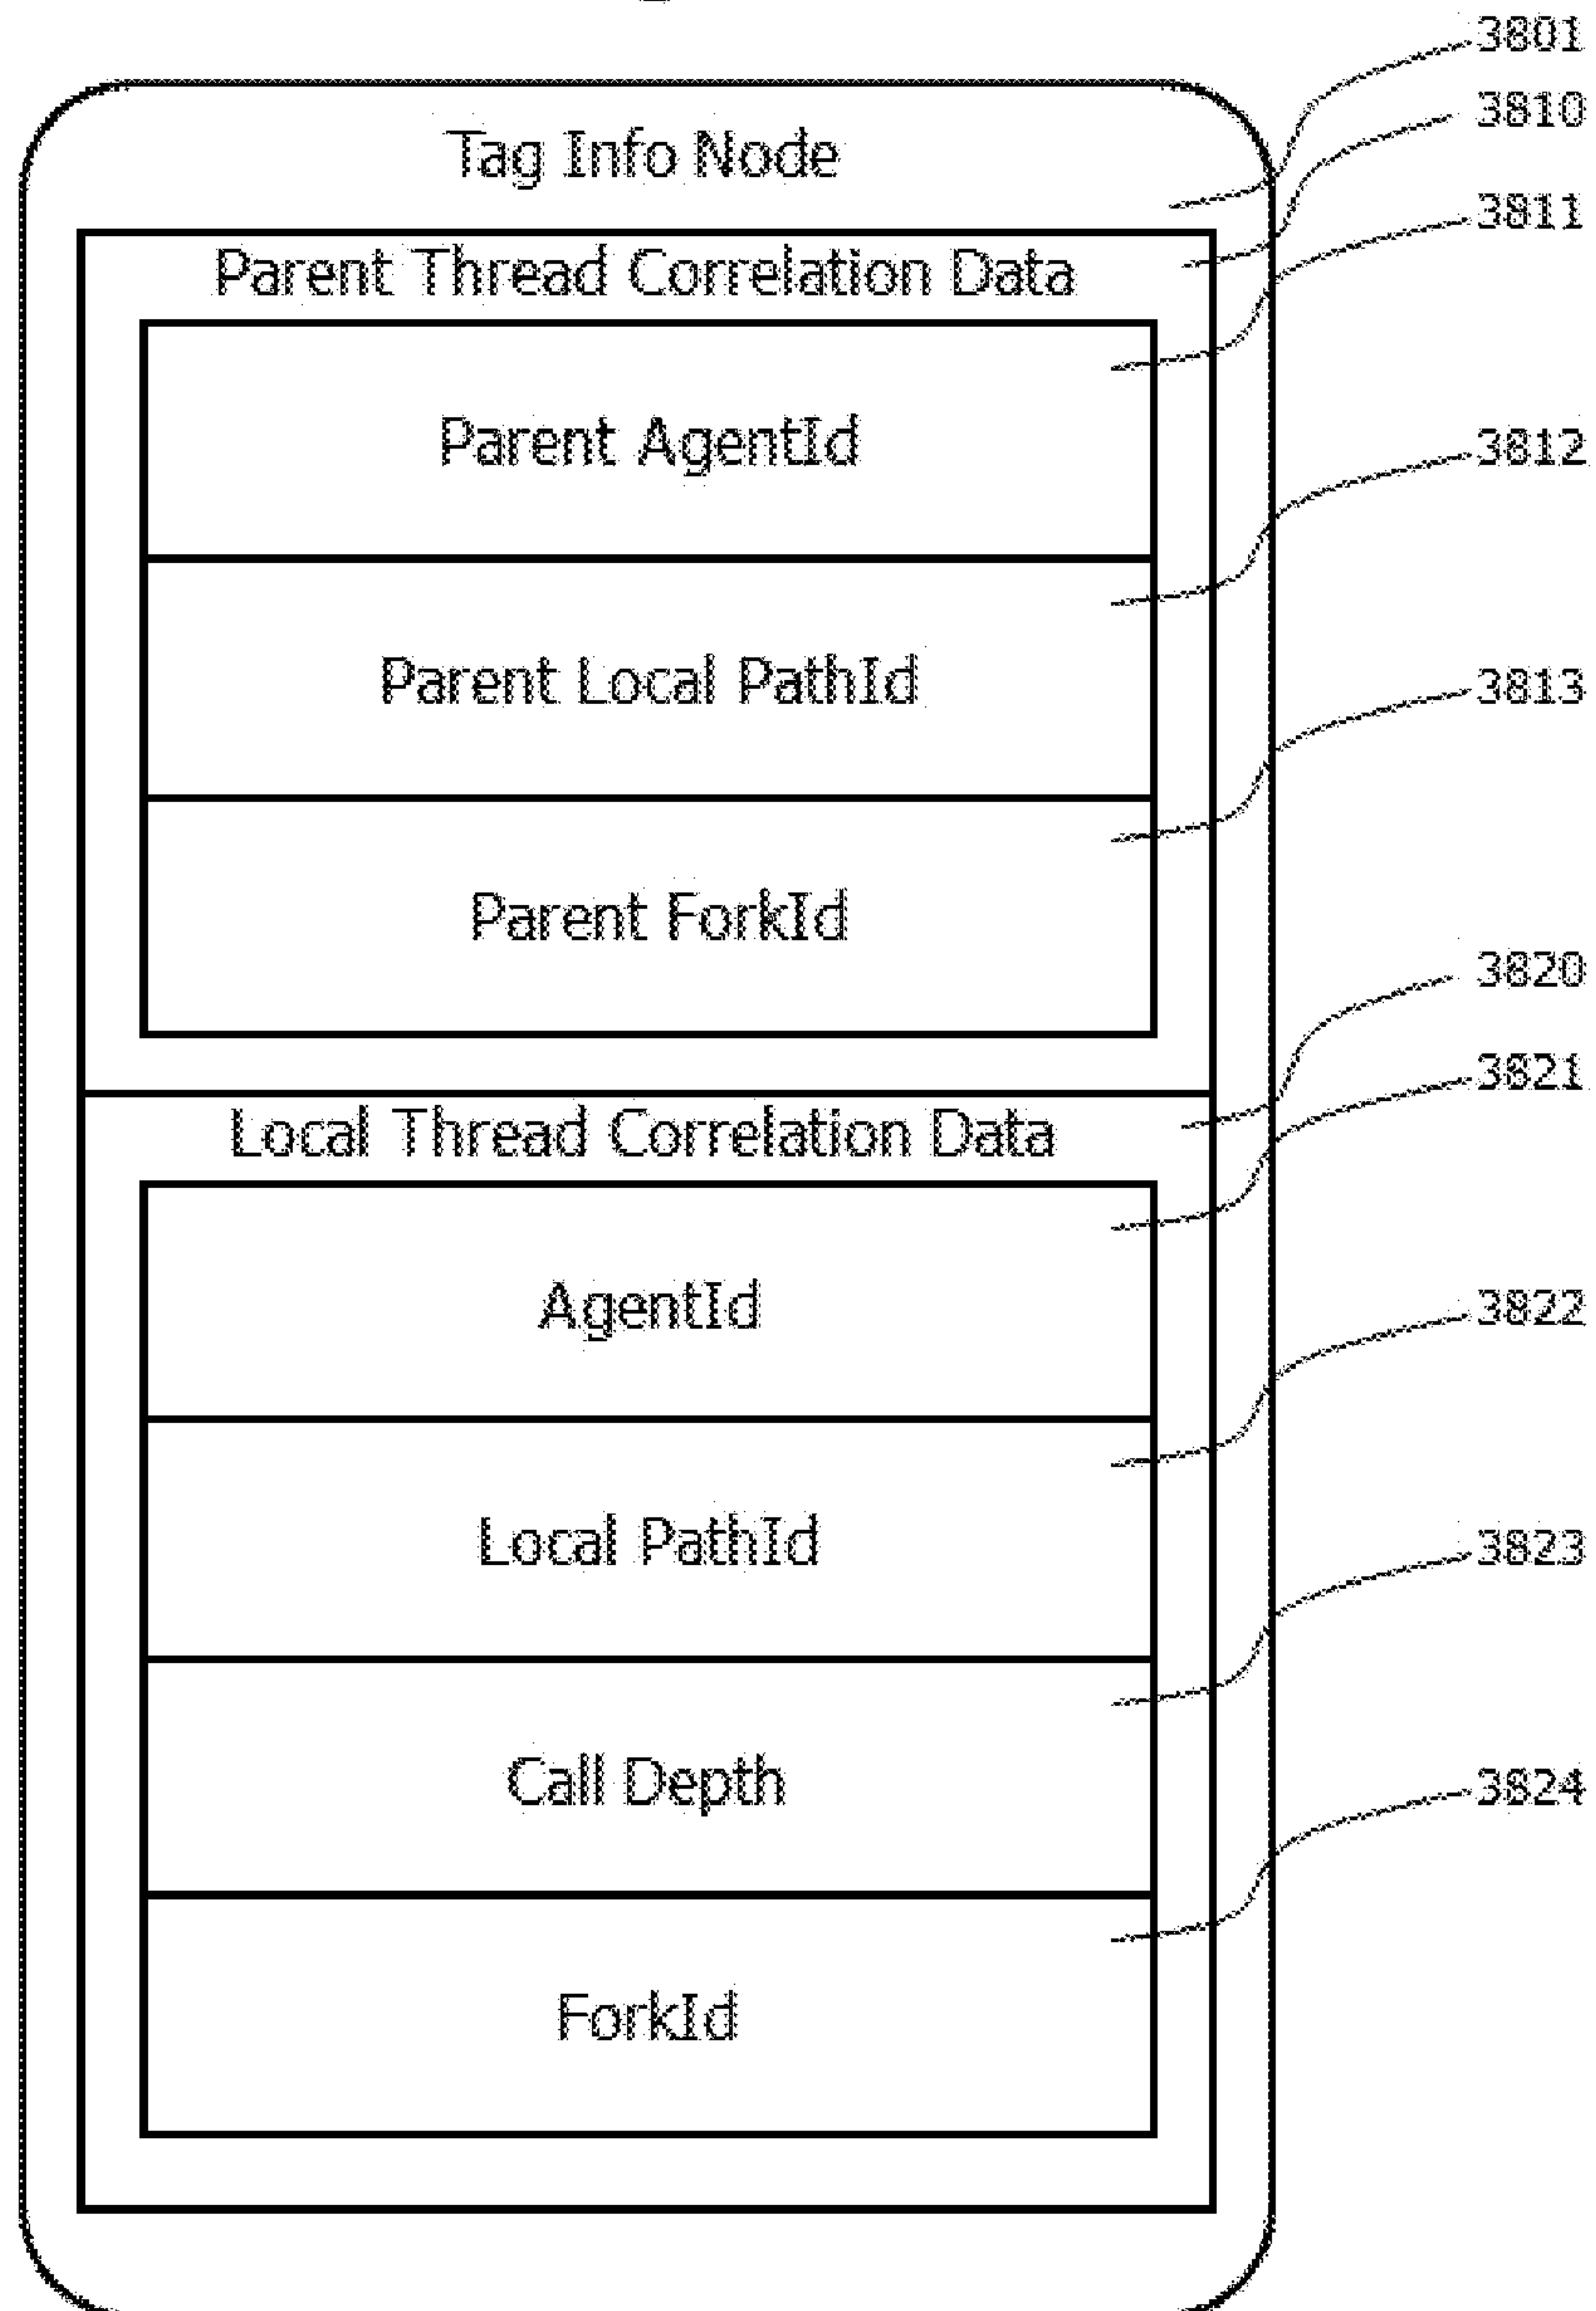 3801
Tag Info Node
3810
3811
Parent Thread Correlation Data
Parent AgentId
3812
Parent Local PathId
3813
Parent ForkId
3820
3821
Local Thread Correlation Data
AgentId
3822
Local PathId
3823
Call Depth
3824
ForkId